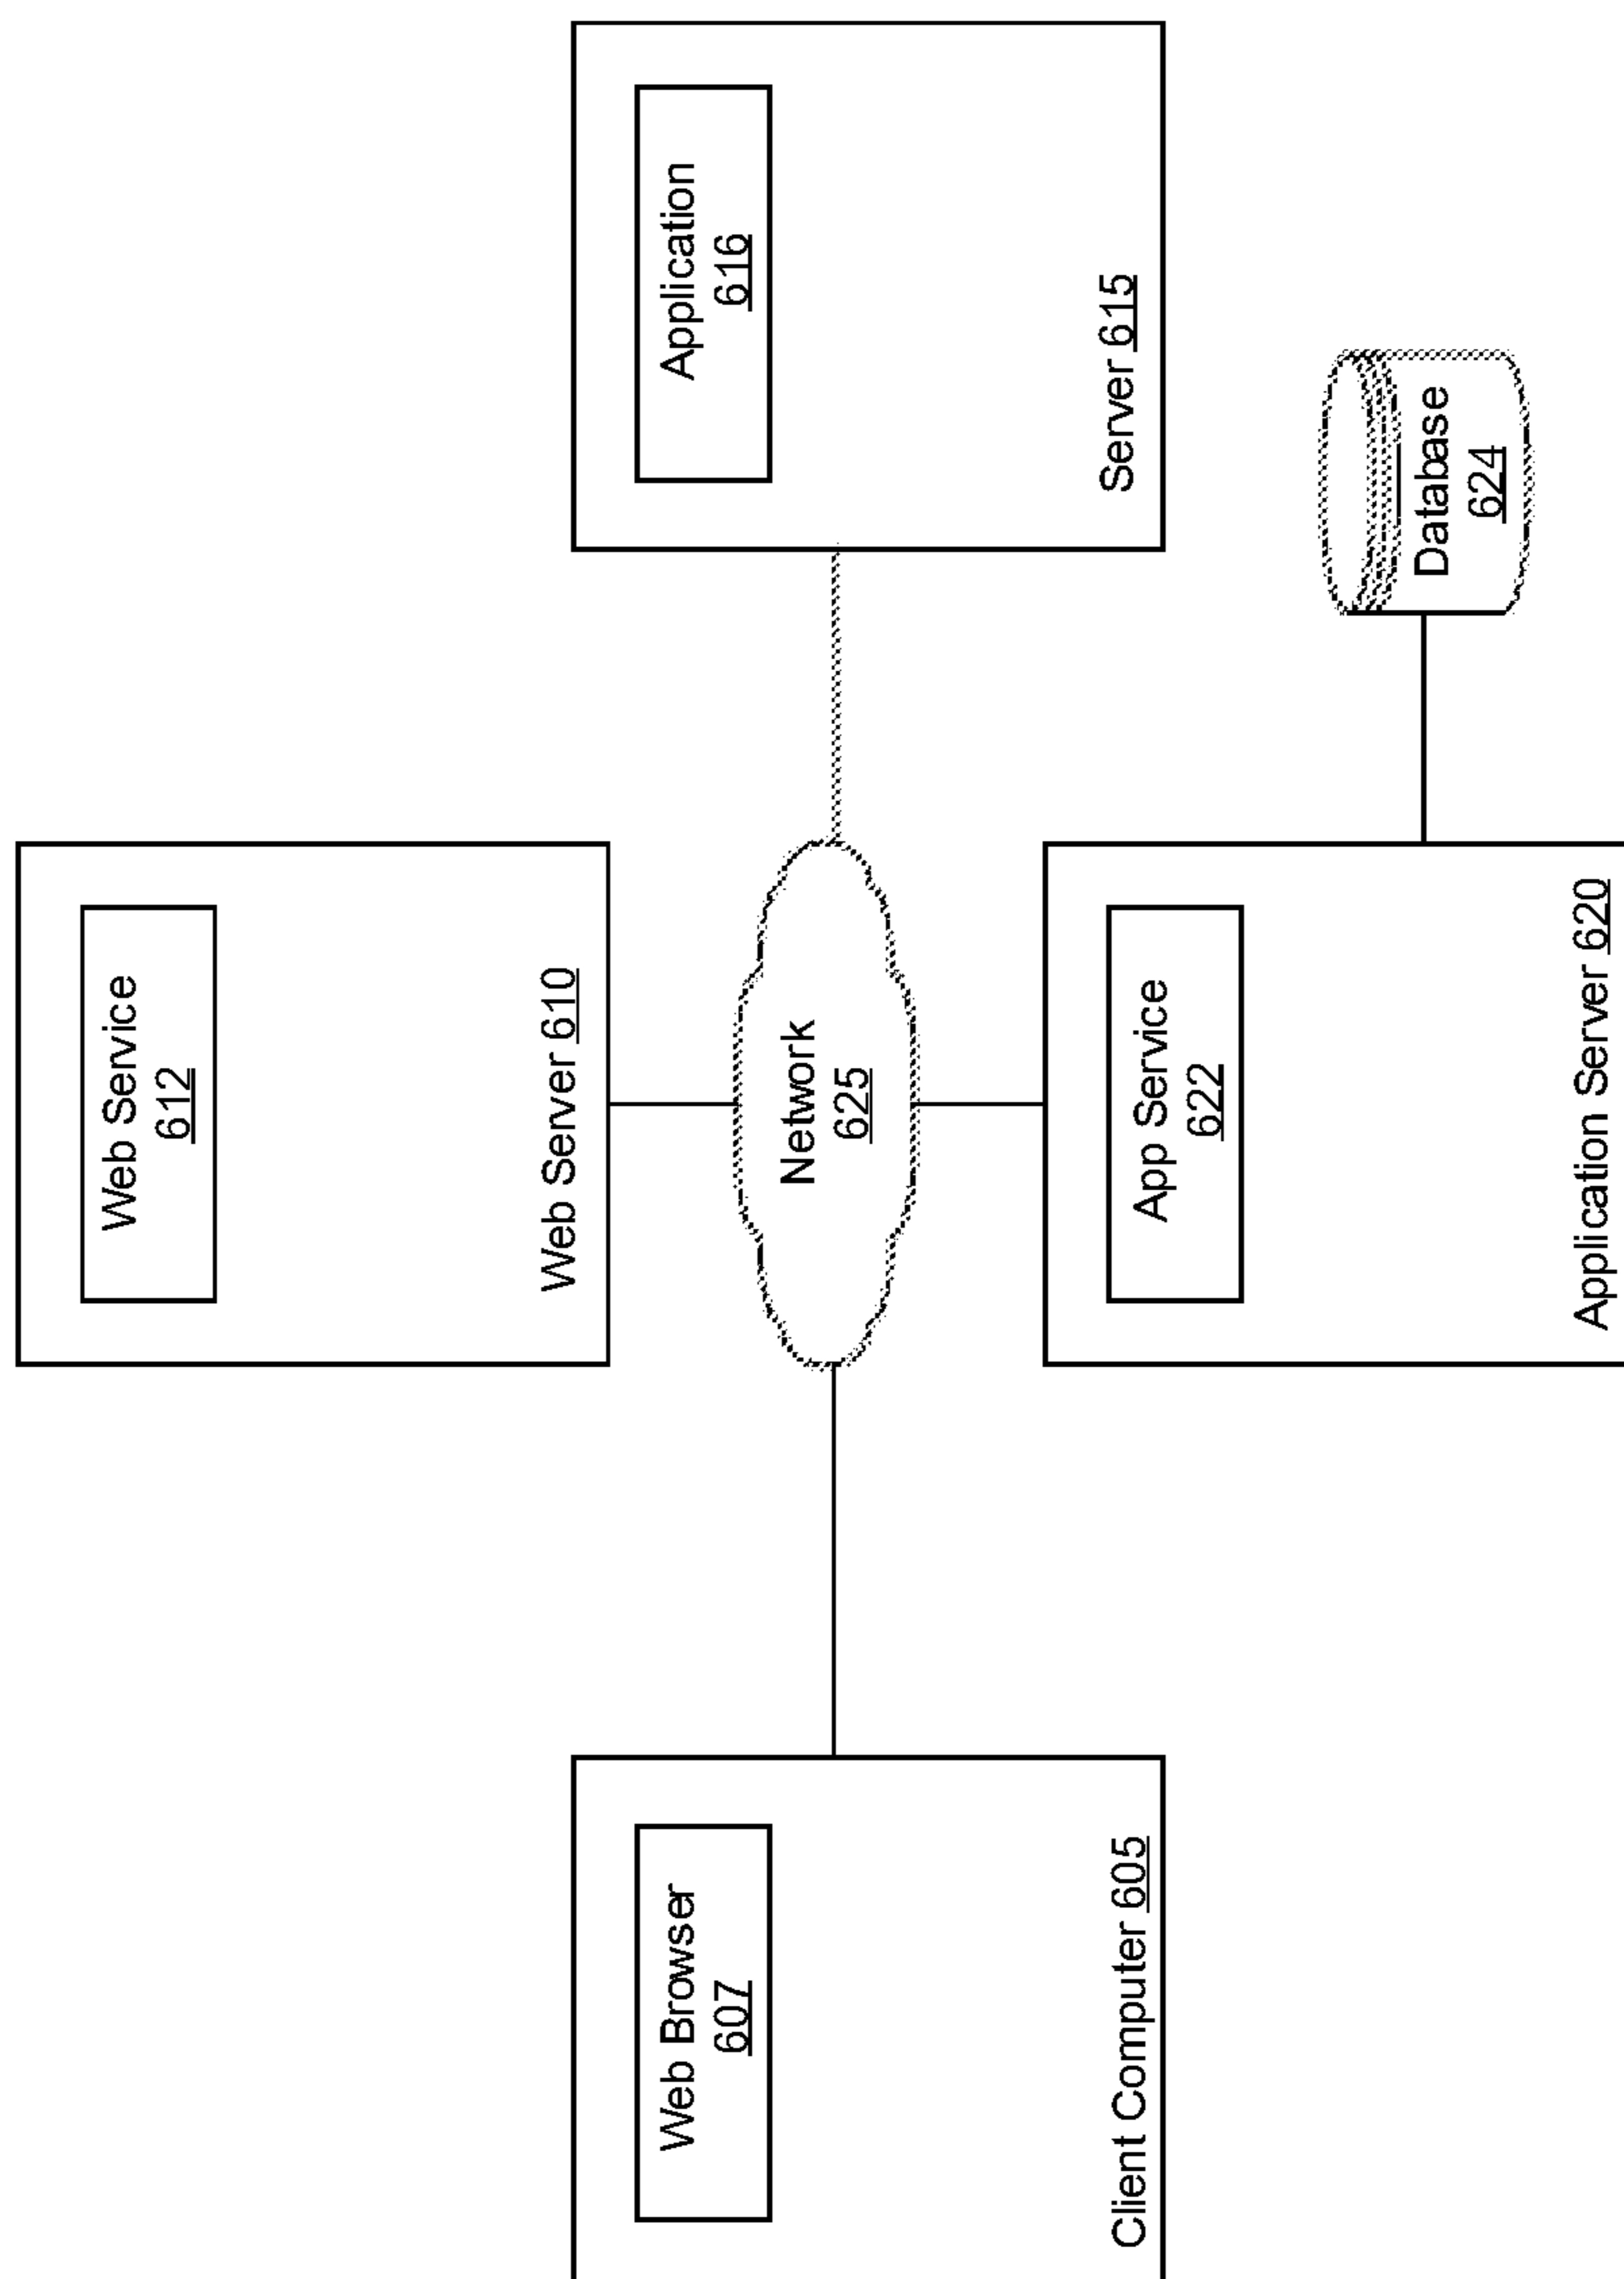 Web Service
612
Web Server 610
Web Browser
607
Client Computer 605
Network
625
Application
616
Server 615
App Service
622
Application Server 620
Database
624